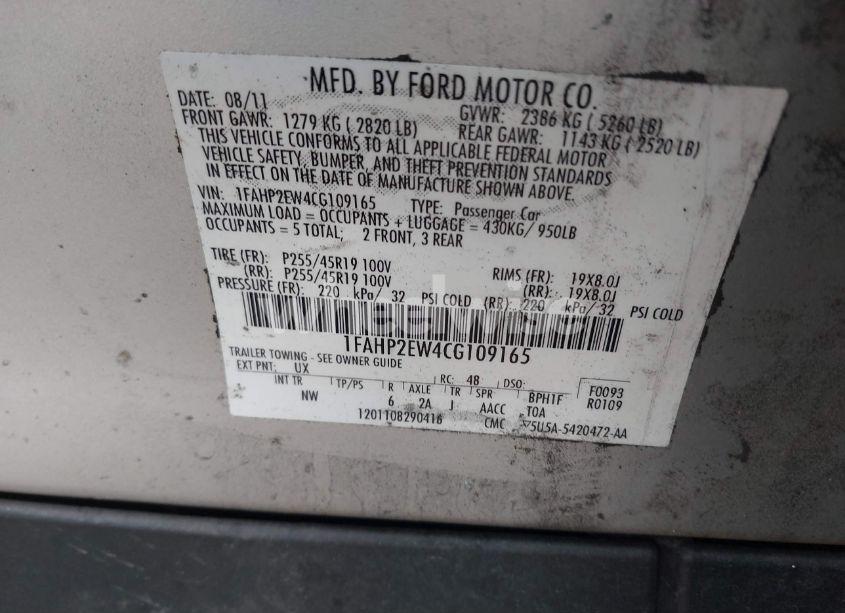 MFD. BY FORD MOTOR CO.
DATE: 08/11 GVWR: 2386 KG ( 5260 LB)
FRONT GAWR: 1279 KG ( 2820 LB) REAR GAWR: 1143 KG ( 2520 LB)
THIS VEHICLE CONFORMS TO ALL APPLICABLE FEDERAL MOTOR
VEHICLE SAFETY, BUMPER, AND THEFT PREVENTION STANDARDS
IN EFFECT ON THE DATE OF MANUFACTURE SHOWN ABOVE.
VIN: 1FAHP2EW4CG109165 TYPE: Passenger Car
MAXIMUM LOAD = OCCUPANTS + LUGGAGE = 430KG/ 950LB
OCCUPANTS = 5 TOTAL; 2 FRONT, 3 REAR
TIRE (FR): P255/45R19 100V RIMS (FR): 19X8.0J
(RR): P255/45R19 100V (RR): 19X8.0J
PRESSURE (FR): 220 kPa/ 32 PSI COLD (RR): 220 kPa/ 32 PSI COLD
1FAHP2EW4CG109165
TRAILER TOWING - SEE OWNER GUIDE
EXT PNT: UX RC: 48 DSO: F0093
INT TR TP/PS R AXLE TR SPR BPH1F R0109
NW 6 2A J AACC TOA
1201108290416 CMC 5U5A-5420472-AA